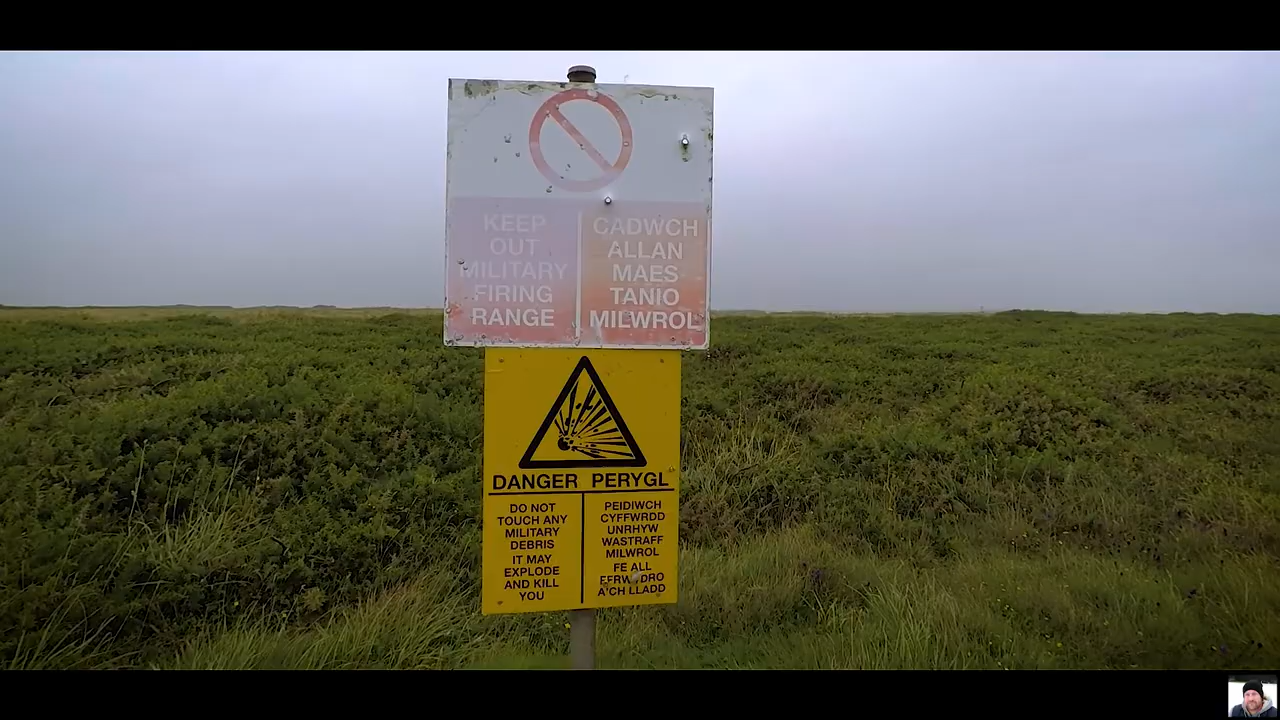 KEEP
OUT
MILITARY
FIRING
RANGE
CADWCH
ALLAN
MAES
TANIO
MILWROL
DANGER PERYGL
DO NOT
TOUCH ANY
MILITARY
DEBRIS
IT MAY
EXPLODE
AND KILL
YOU
PEIDIWCH
CYFFWRDD
UNRHYW
WASTRAFF
MILWROL
FE ALL
FFRWYDRO
A'CH LLADD